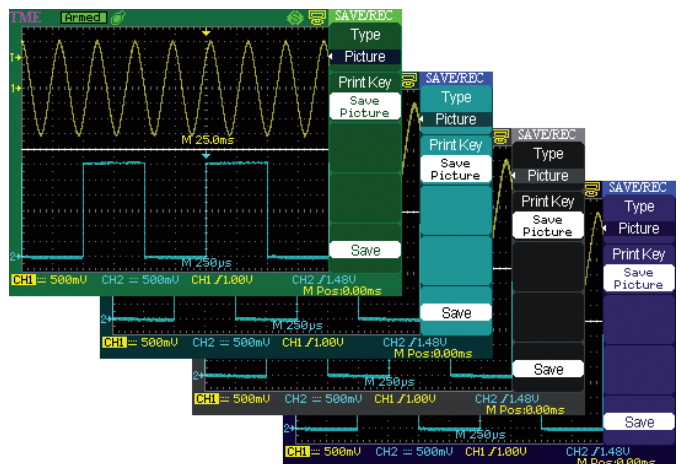 TME Armed SAVE/REC
Type
Picture
Print Key
Save
Picture
M 25.0ms
1
2
M 250µs
Save
CH1 500mV CH2 500mV CH1 /1.00V CH2 /1.48V
M Pos:0.00ms
SAVE/REC
Type
Picture
Print Key
Save
Picture
Save
2
M 250µs
CH1 500mV CH2 500mV CH1 /1.00V CH2 /1.48V
M Pos:0.00ms
SAVE/REC
Type
Picture
Print Key
Save
Picture
Save
2
M 250µs
CH1 500mV CH2 500mV CH1 /1.00V CH2 /1.48V
M Pos:0.00ms
SAVE/REC
Type
Picture
Print Key
Save
Picture
Save
2
M 250µs
CH1 500mV CH2 500mV CH1 /1.00V CH2 /1.48V
M Pos:0.00ms